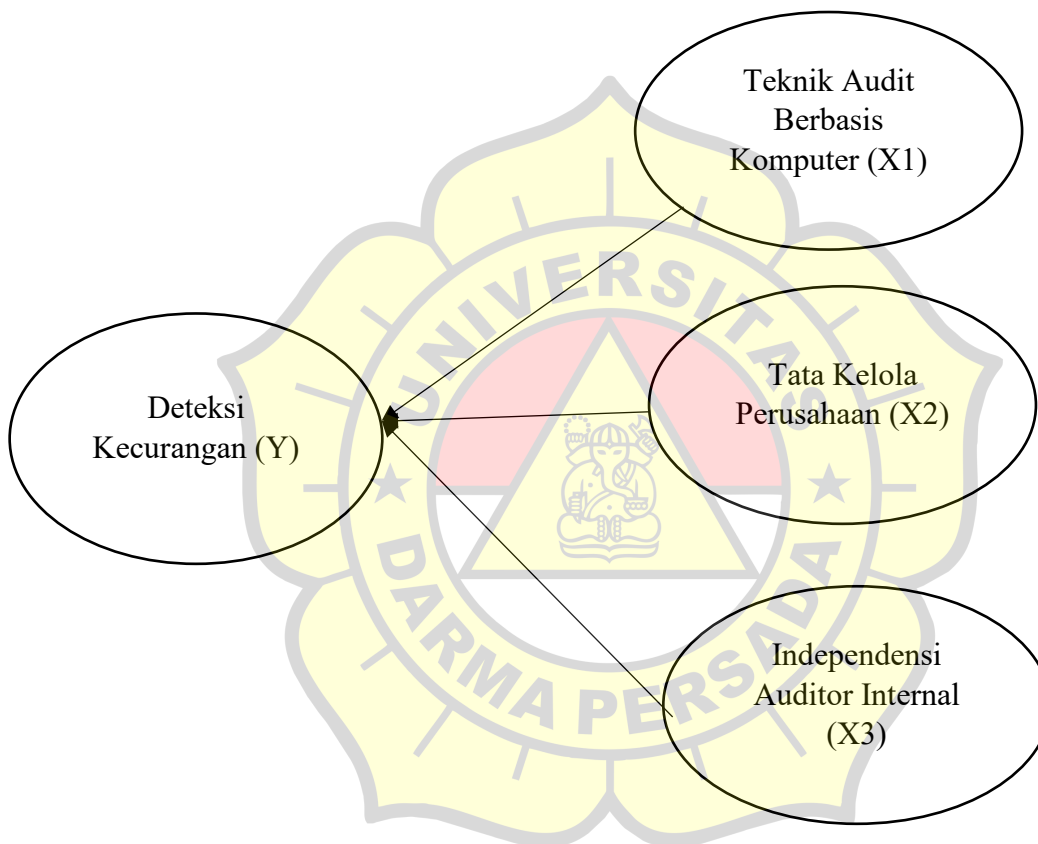 Teknik Audit
Berbasis
Komputer (X1)
Tata Kelola
Perusahaan (X2)
Deteksi
Kecurangan (Y)
Independensi
Auditor Internal
(X3)
UNIVERSITAS
DARMA PERSADA